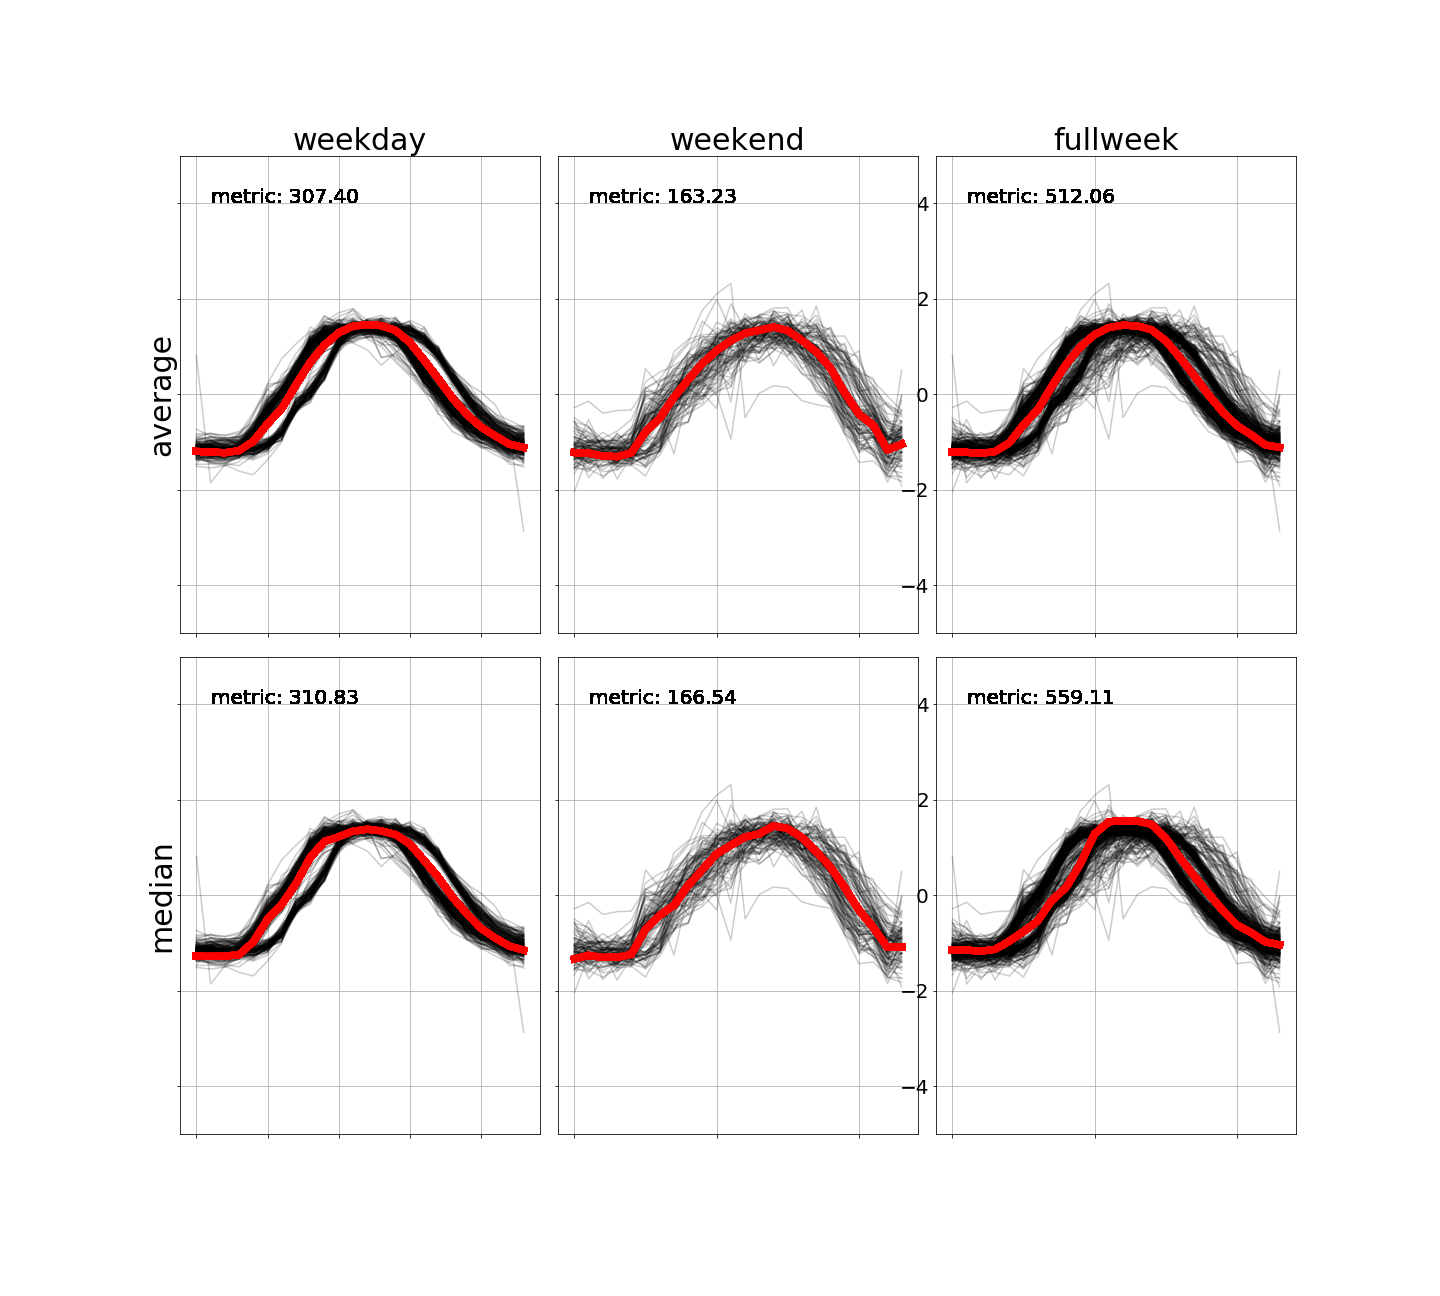 weekday
weekend
fullweek
average
metric: 307.40
metric: 163.23
metric: 512.06
4
2
0
−2
−4
median
metric: 310.83
metric: 166.54
metric: 559.11
4
2
0
−2
−4